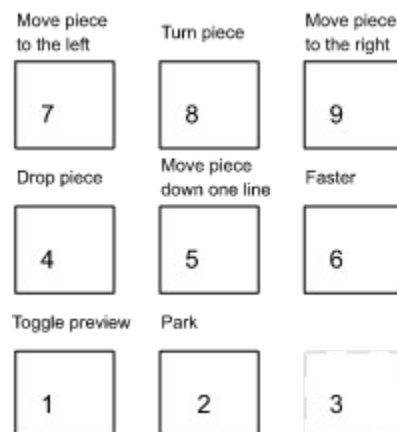 Move piece
to the left
Turn piece
Move piece
to the right
7
8
9
Drop piece
Move piece
down one line
Faster
4
5
6
Toggle preview
Park
1
2
3